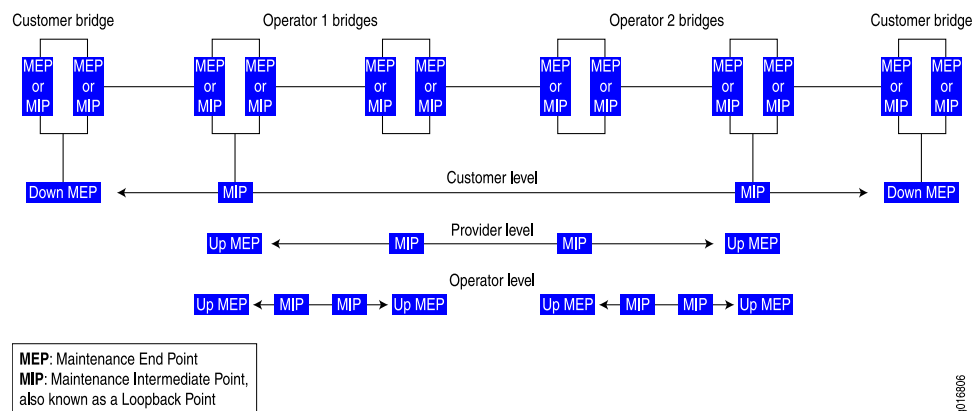 Customer bridge
Operator 1 bridges
Operator 2 bridges
Customer bridge
MEP or MIP
MEP or MIP
MEP or MIP
MEP or MIP
MEP or MIP
MEP or MIP
MEP or MIP
MEP or MIP
MEP or MIP
MEP or MIP
MEP or MIP
MEP or MIP
Down MEP
MIP
Customer level
MIP
Down MEP
Up MEP
MIP
Provider level
MIP
Up MEP
Operator level
Up MEP
MIP
MIP
Up MEP
Up MEP
MIP
MIP
Up MEP
MEP: Maintenance End Point
MIP: Maintenance Intermediate Point,
also known as a Loopback Point
g016806